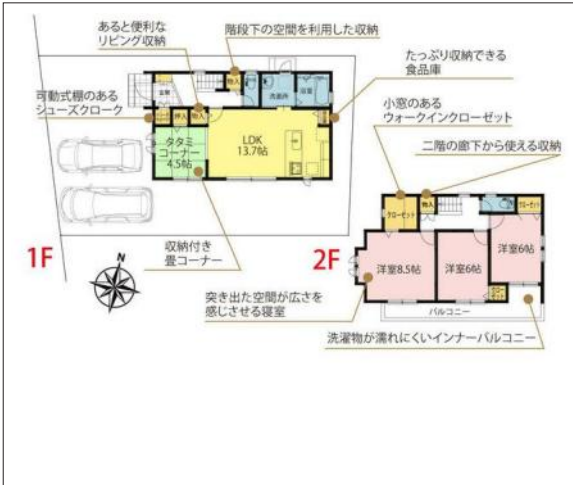 あると便利な
リビング収納
階段下の空間を利用した収納
たっぷり収納できる
食品庫
可動式棚のある
シューズクローク
小窓のある
ウォークインクローゼット
二階の廊下から使える収納
玄関
押入
物入
物入
洗面所
浴室
LDK
13.7帖
タタミ
コーナー
4.5帖
収納付き
畳コーナー
1F
N
2F
クローゼット
物入
クローゼット
洋室8.5帖
洋室6帖
洋室6帖
バルコニー
突き出た空間が広さを
感じさせる寝室
洗濯物が濡れにくいインナーバルコニー